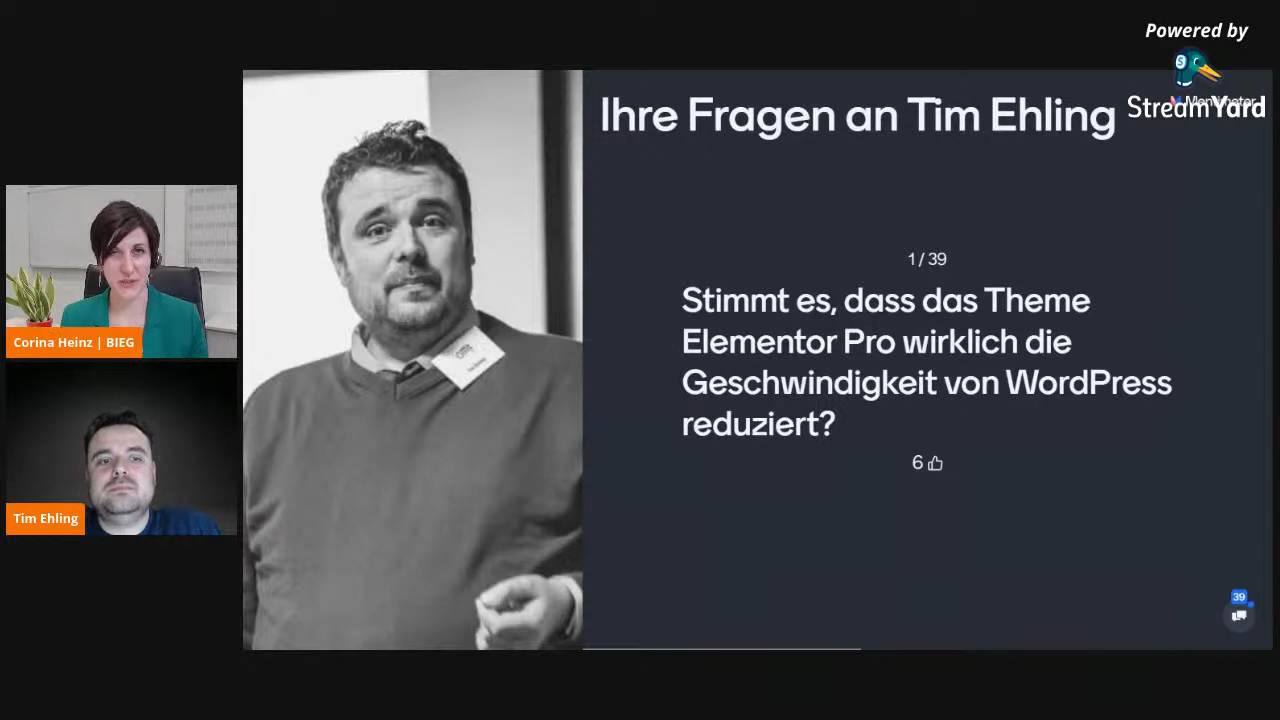 Powered by
StreamYard
Ihre Fragen an Tim Ehling
1 / 39
Stimmt es, dass das Theme
Elementor Pro wirklich die
Geschwindigkeit von WordPress
reduziert?
6
Corina Heinz | BIEG
Tim Ehling
39